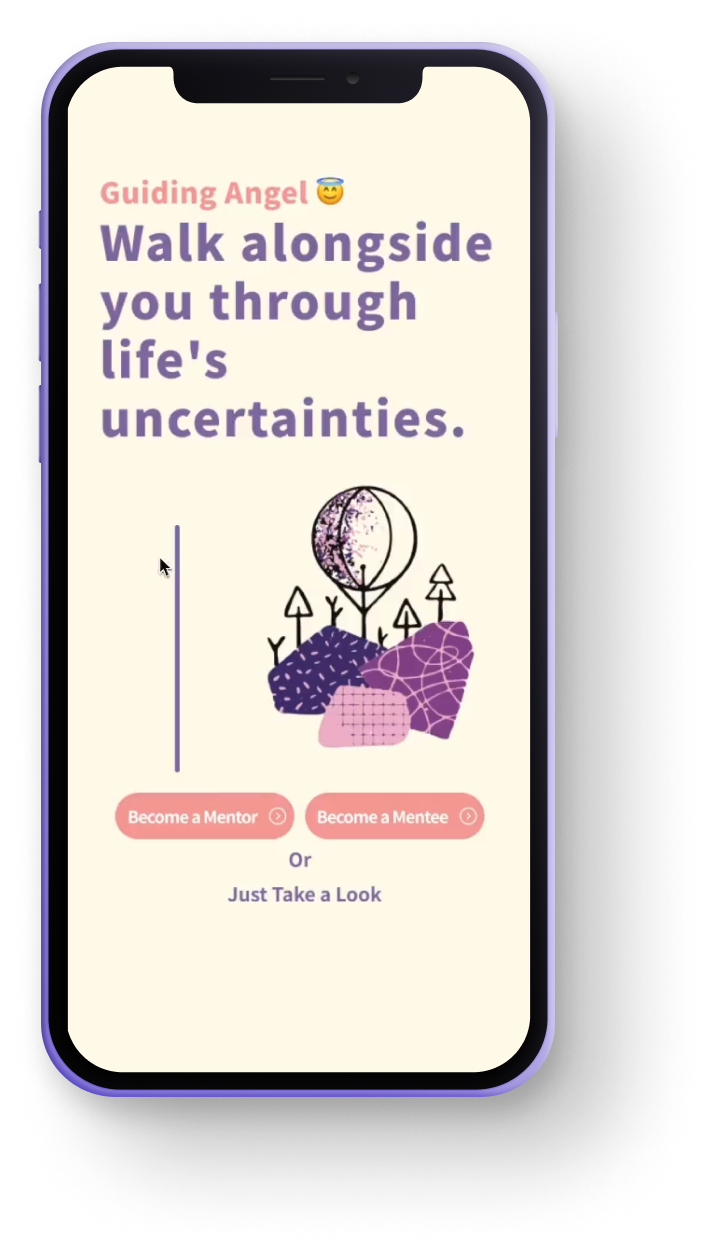 Guiding Angel 😇
Walk alongside
you through
life's
uncertainties.
Become a Mentor
Become a Mentee
Or
Just Take a Look